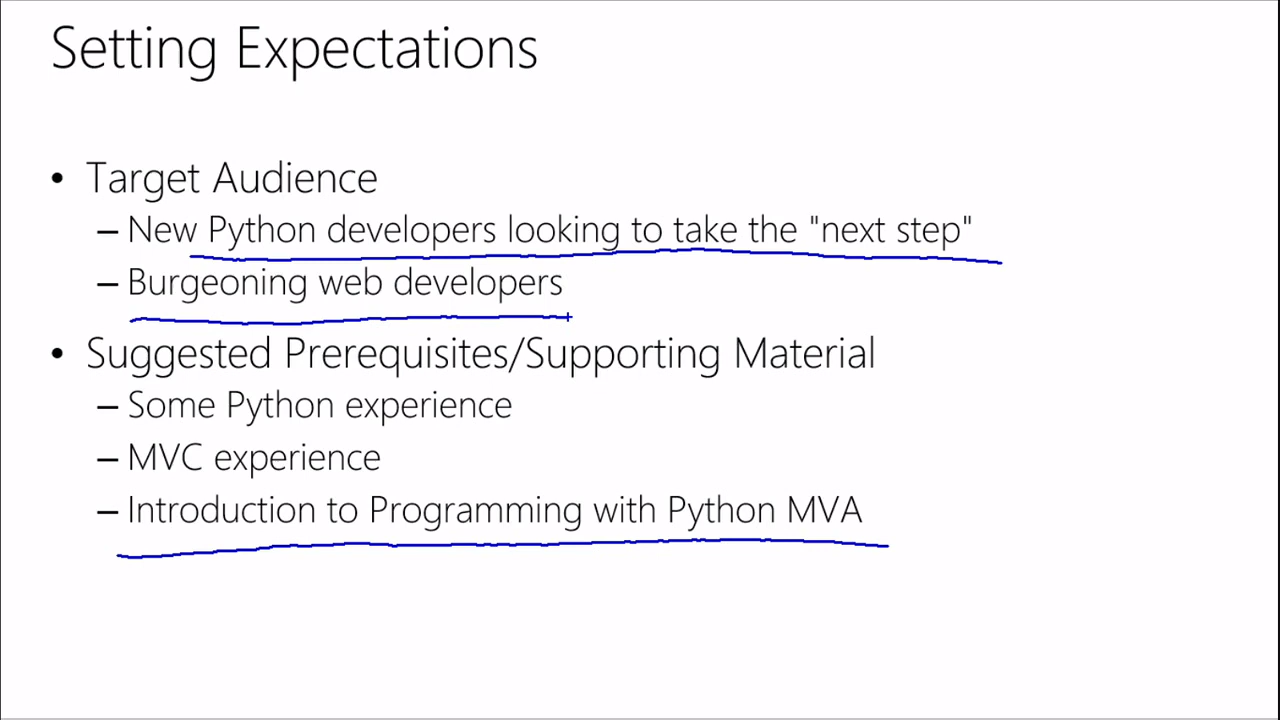 Setting Expectations
• Target Audience
– New Python developers looking to take the "next step"
– Burgeoning web developers
• Suggested Prerequisites/Supporting Material
– Some Python experience
– MVC experience
– Introduction to Programming with Python MVA